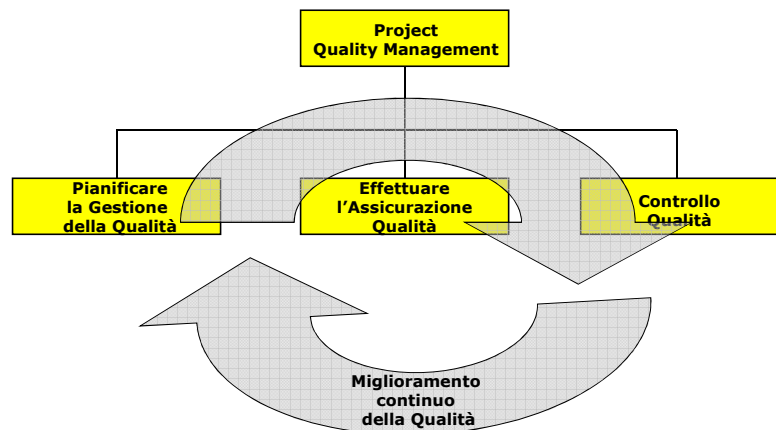 Project
Quality Management
Pianificare
la Gestione
della Qualità
Effettuare
l'Assicurazione
Qualità
Controllo
Qualità
Miglioramento
continuo
della Qualità